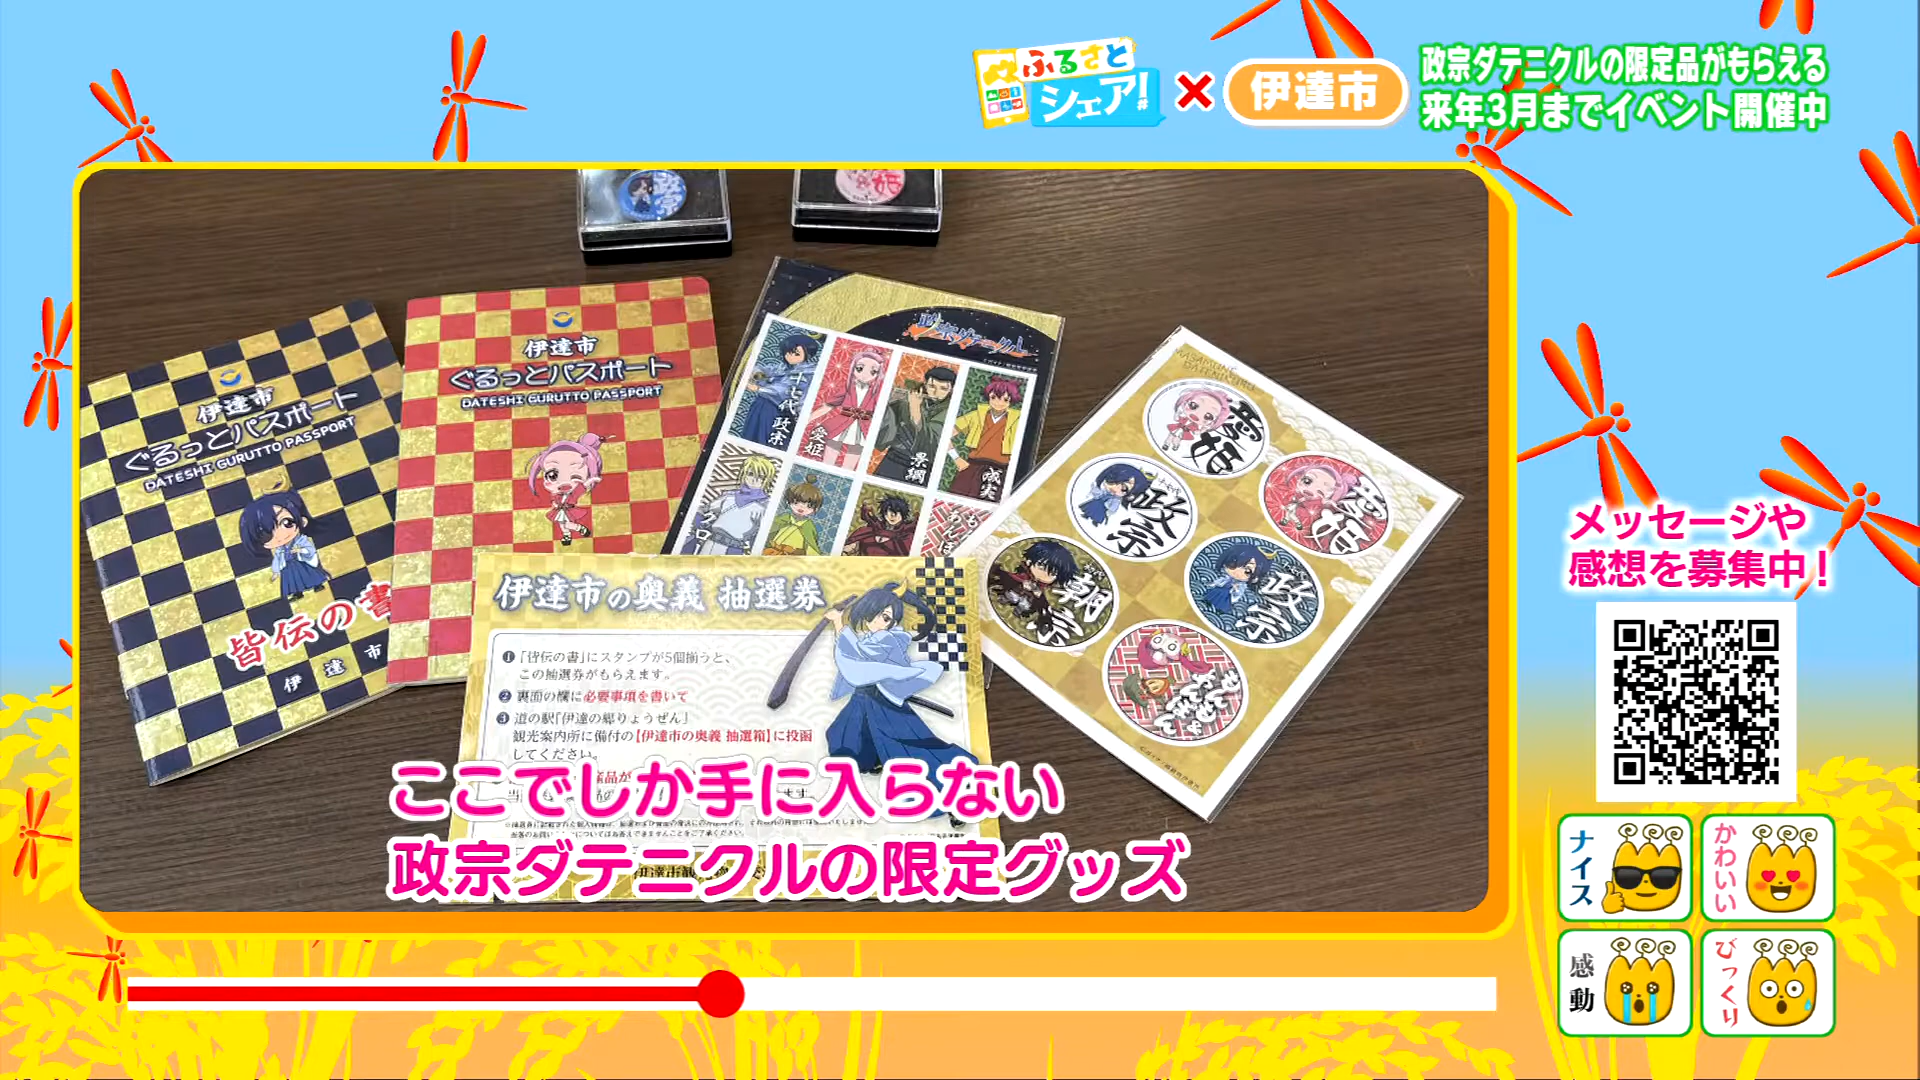 ふるさと
シェア!
×
伊達市
政宗ダテニクルの限定品がもらえる
来年3月までイベント開催中
政宗
伊達市
ぐるっとパスポート
DATESHI GURUTTO PASSPORT
皆伝の書
伊達市
伊達市
ぐるっとパスポート
DATESHI GURUTTO PASSPORT
政宗ダテニクル
十七代 政宗
愛姫
景綱
成実
愛姫
政宗
愛姫
朝宗
政宗
伊達市の奥義 抽選券
❶「皆伝の書」にスタンプが5個揃うと、
この抽選券がもらえます。
❷ 裏面の欄に必要事項を書いて
❸ 道の駅「伊達の郷りょうぜん」
観光案内所に備付の【伊達市の奥義 抽選箱】に投函
してください。
ここでしか手に入らない
政宗ダテニクルの限定グッズ
メッセージや
感想を募集中!
ナイス
かわいい
感動
びっくり